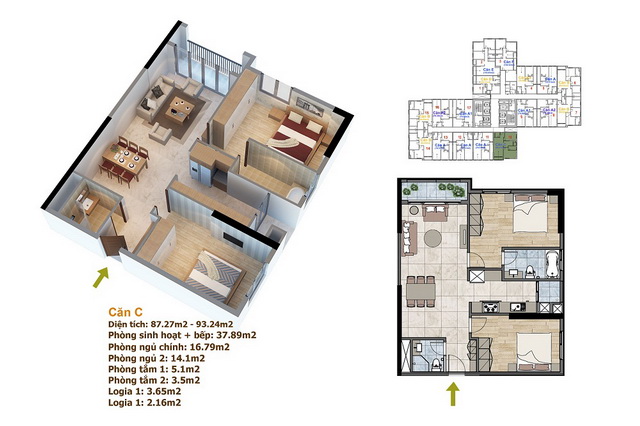 Căn C
Diện tích: 87.27m2 - 93.24m2
Phòng sinh hoạt + bếp: 37.89m2
Phòng ngủ chính: 16.79m2
Phòng ngủ 2: 14.1m2
Phòng tắm 1: 5.1m2
Phòng tắm 2: 3.5m2
Logia 1: 3.65m2
Logia 1: 2.16m2